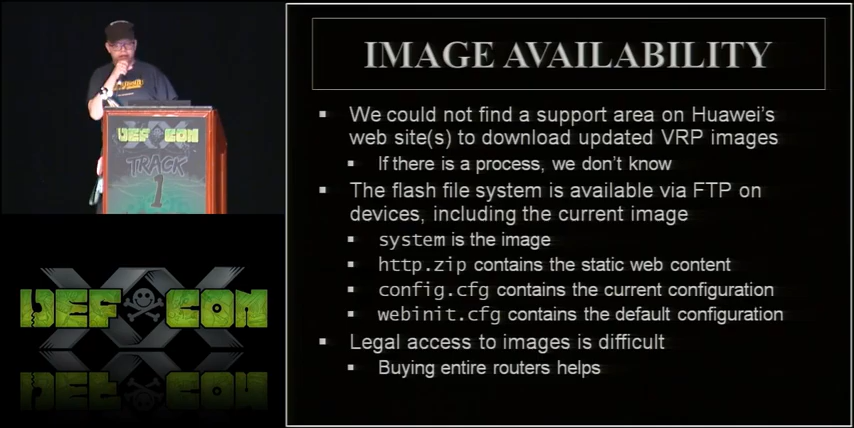 IMAGE AVAILABILITY
▪ We could not find a support area on Huawei's
web site(s) to download updated VRP images
▪ If there is a process, we don't know
▪ The flash file system is available via FTP on
devices, including the current image
▪ system is the image
▪ http.zip contains the static web content
▪ config.cfg contains the current configuration
▪ webinit.cfg contains the default configuration
▪ Legal access to images is difficult
▪ Buying entire routers helps
DEF CON
TRACK
1
XX
DEF CON